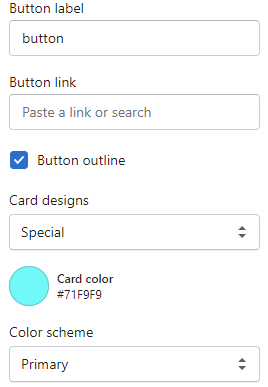 Button label
button
Button link
Paste a link or search
Button outline
Card designs
Special
Card color
#71F9F9
Color scheme
Primary